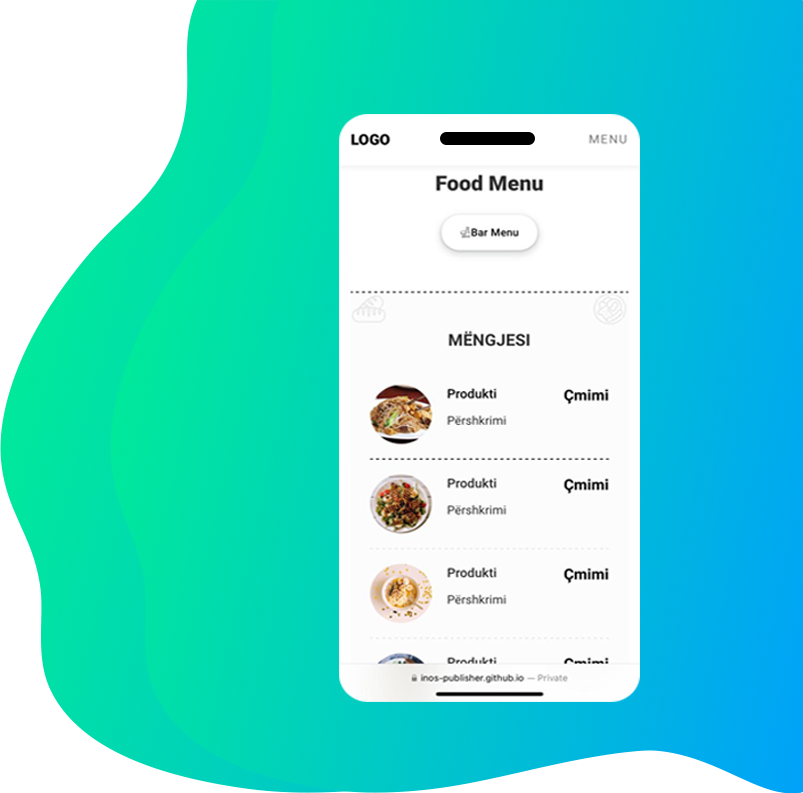 LOGO
MENU
Food Menu
Bar Menu
MËNGJESI
Produkti
Çmimi
Përshkrimi
Produkti
Çmimi
Përshkrimi
Produkti
Çmimi
Përshkrimi
Produkti
Çmimi
inos-publisher.github.io — Private